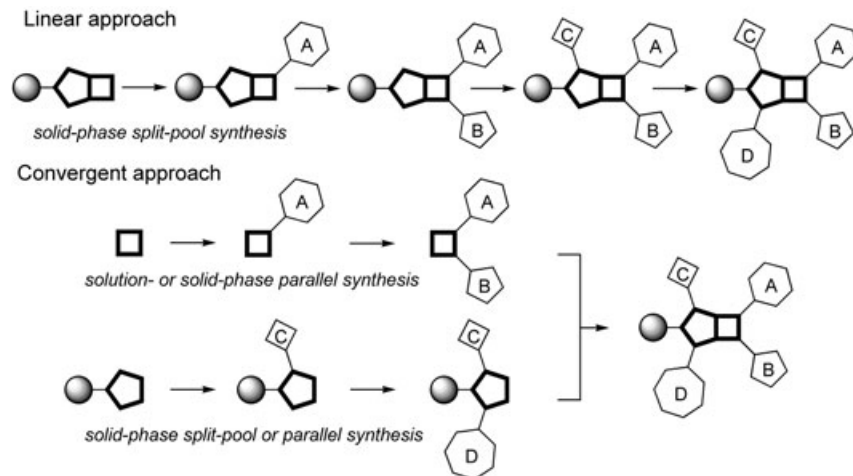 Linear approach
A
A
C
A
C
A
B
B
D
B
solid-phase split-pool synthesis
Convergent approach
A
A
B
solution- or solid-phase parallel synthesis
C
A
D
B
C
C
D
solid-phase split-pool or parallel synthesis